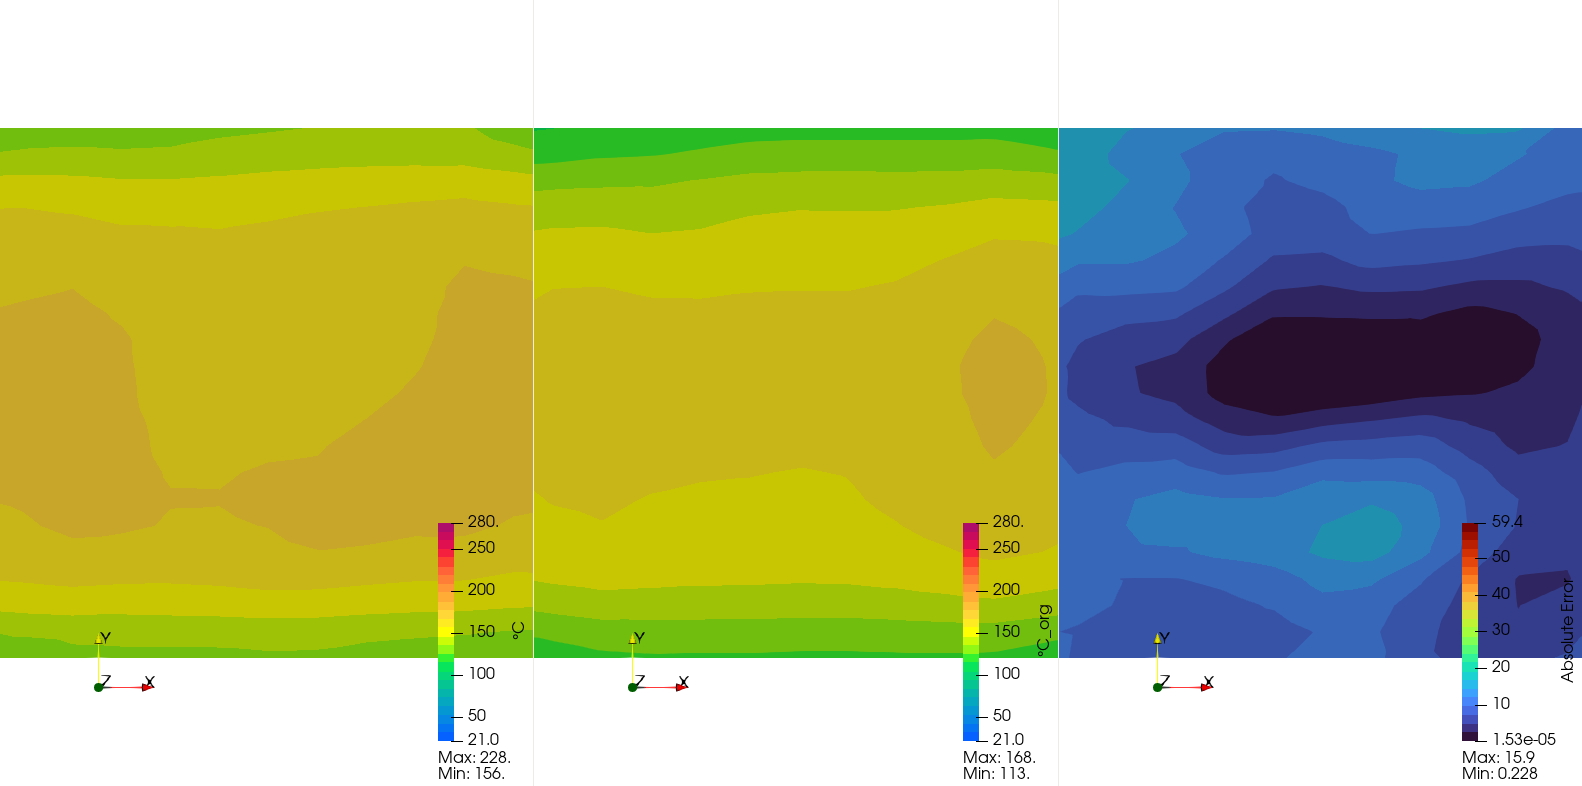 280.
250
200
150
100
50
21.0
°C
Max: 228.
Min: 156.
Y
Z
X
280.
250
200
150
100
50
21.0
°C_org
Max: 168.
Min: 113.
Y
Z
X
59.4
50
40
30
20
10
1.53e-05
Absolute Error
Max: 15.9
Min: 0.228
Y
Z
X